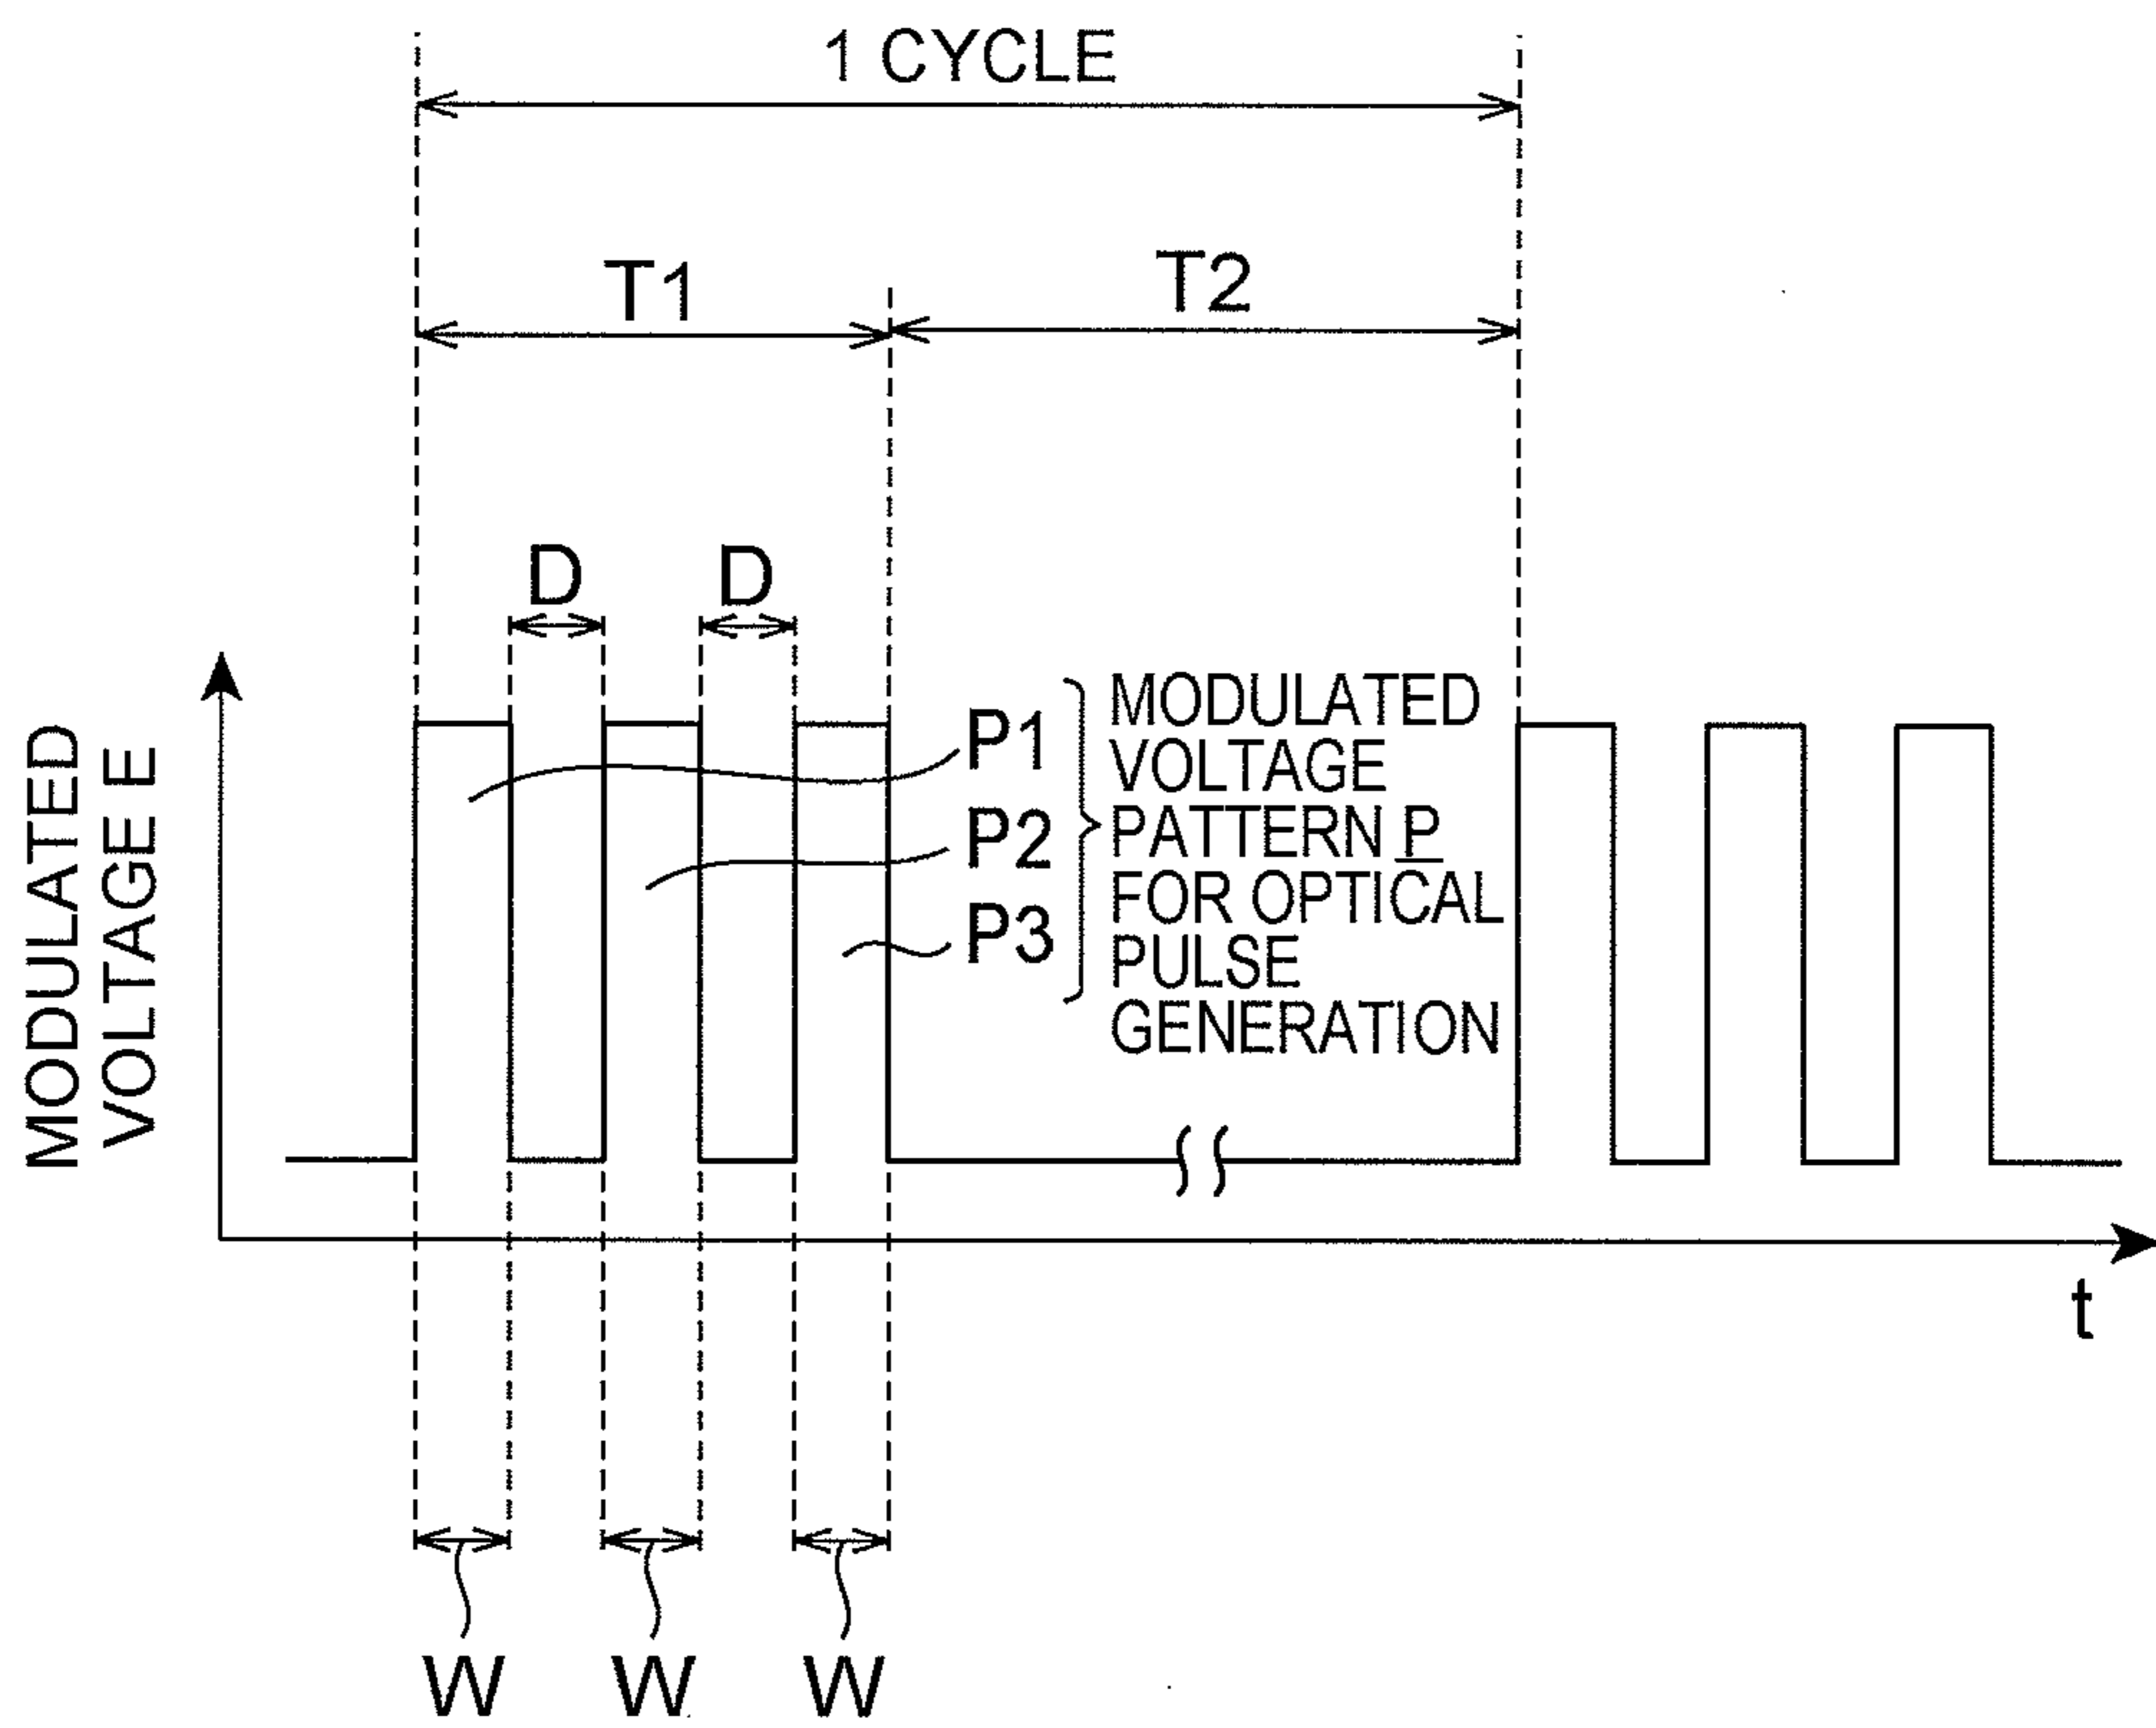 1 CYCLE
T1
T2
D
D
MODULATED
VOLTAGE E
P1
P2
P3
MODULATED
VOLTAGE
PATTERN P
FOR OPTICAL
PULSE
GENERATION
t
W
W
W